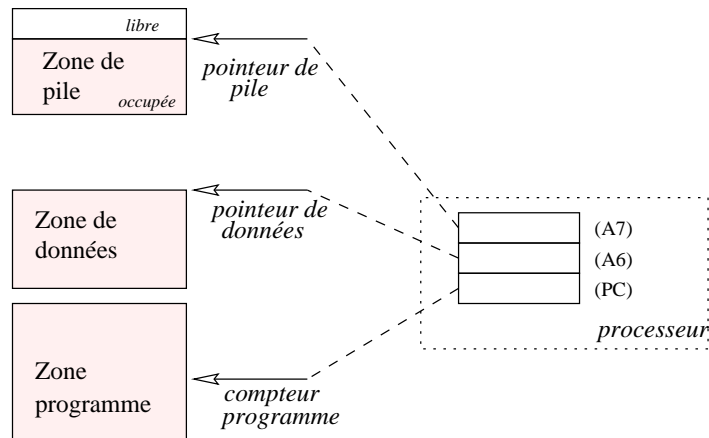 libre
Zone de
pile
occupée
pointeur de
pile
Zone de
données
pointeur de
données
(A7)
(A6)
(PC)
processeur
Zone
programme
compteur
programme